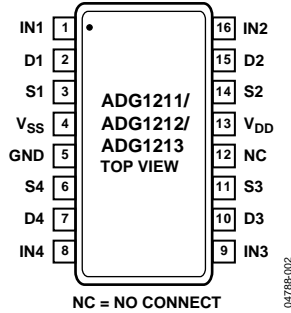 IN1 1 16 IN2
D1 2 15 D2
S1 3 14 S2
VSS 4 13 VDD
GND 5 12 NC
S4 6 11 S3
D4 7 10 D3
IN4 8 9 IN3
ADG1211/
ADG1212/
ADG1213
TOP VIEW
NC = NO CONNECT
04788-002